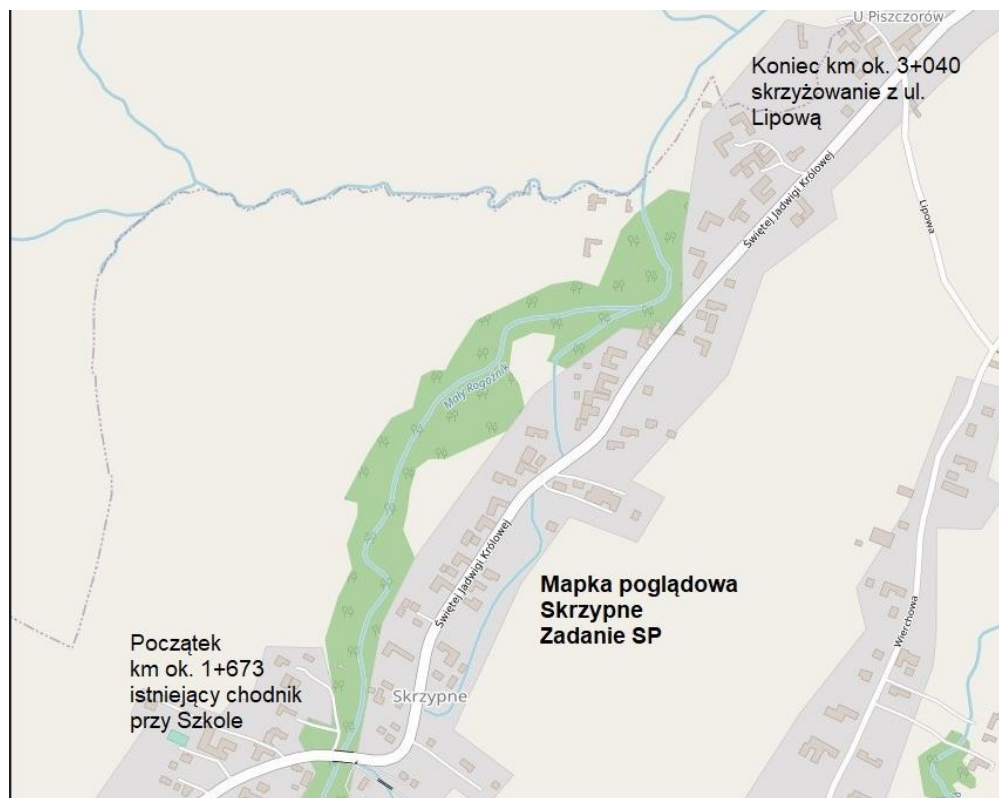 U Piszczorów
Koniec km ok. 3+040
skrzyżowanie z ul.
Lipową
Świętej Jadwigi Królowej
Lipowa
Mały Rogoźnik
Świętej Jadwigi Królowej
Mapka poglądowa
Skrzypne
Zadanie SP
Wierchowa
Początek
km ok. 1+673
istniejący chodnik
przy Szkole
Skrzypne